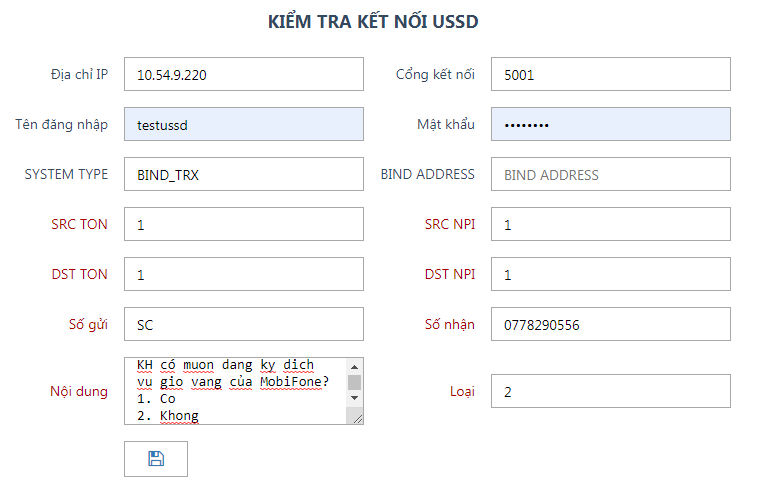 KIỂM TRA KẾT NỐI USSD
Địa chỉ IP 10.54.9.220 Cổng kết nối 5001
Tên đăng nhập testussd Mật khẩu ••••••••
SYSTEM TYPE BIND_TRX BIND ADDRESS BIND ADDRESS
SRC TON 1 SRC NPI 1
DST TON 1 DST NPI 1
Số gửi SC Số nhận 0778290556
Nội dung KH có muon dang ky dich
vu gio vang của MobiFone?
1. Co
2. Khong
Loại 2